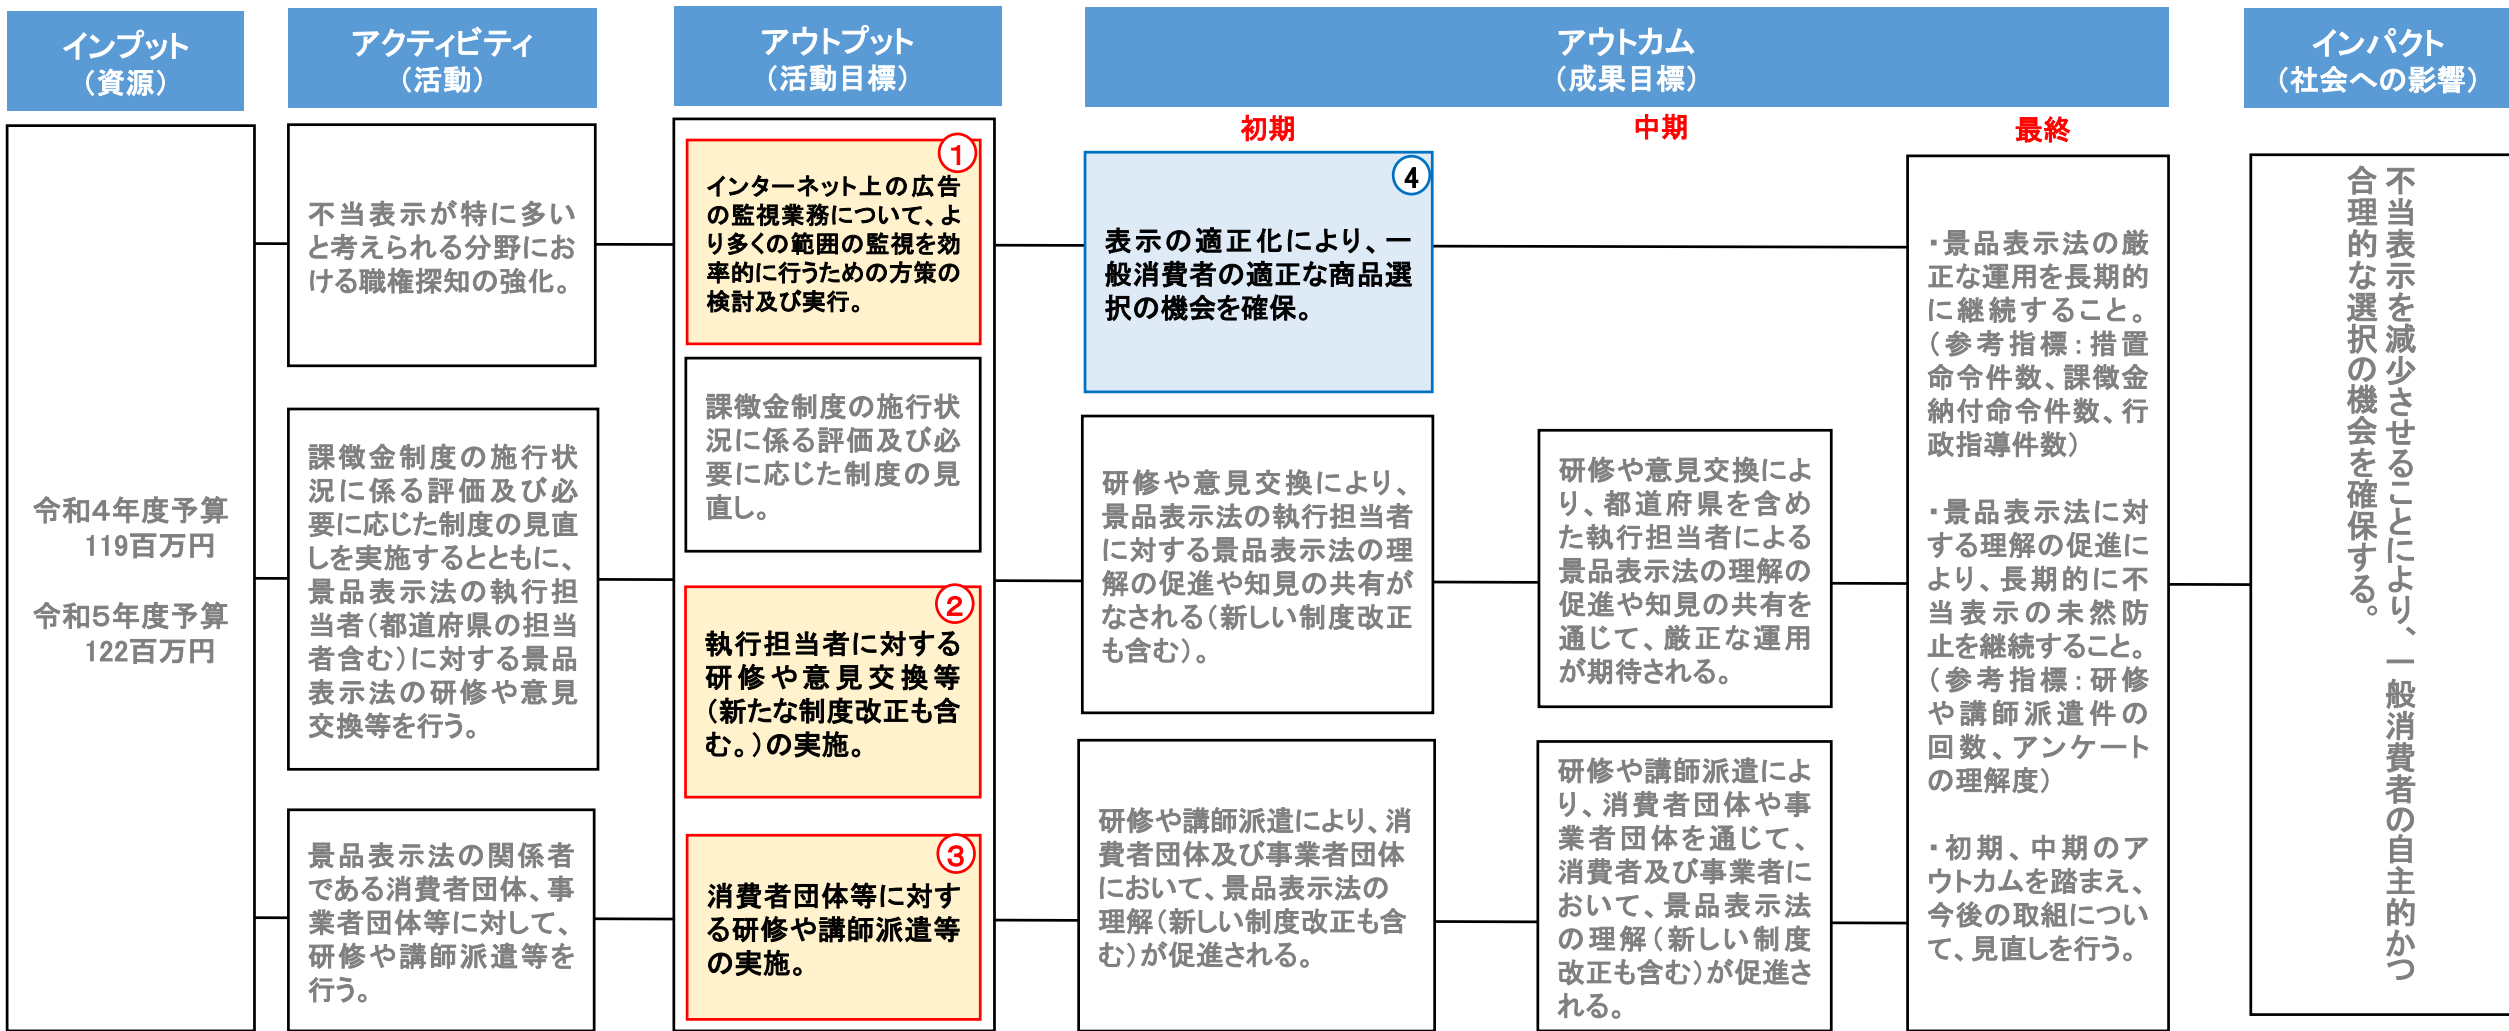 インプット
（資源）
アクティビティ
（活動）
アウトプット
（活動目標）
アウトカム
（成果目標）
インパクト
（社会への影響）
初期
中期
最終
令和４年度予算
119百万円
令和５年度予算
122百万円
不当表示が特に多い
と考えられる分野にお
ける職権探知の強化。
課徴金制度の施行状
況に係る評価及び必
要に応じた制度の見直
しを実施するとともに、
景品表示法の執行担
当者（都道府県の担当
者含む）に対する景品
表示法の研修や意見
交換等を行う。
景品表示法の関係者
である消費者団体、事
業者団体等に対して、
研修や講師派遣等を
行う。
①
インターネット上の広告
の監視業務について、よ
り多くの範囲の監視を効
率的に行うための方策の
検討及び実行。
課徴金制度の施行状
況に係る評価及び必
要に応じた制度の見
直し。
②
執行担当者に対する
研修や意見交換等
（新たな制度改正も含
む。）の実施。
③
消費者団体等に対す
る研修や講師派遣等
の実施。
④
表示の適正化により、一
般消費者の適正な商品選
択の機会を確保。
研修や意見交換により、
景品表示法の執行担当者
に対する景品表示法の理
解の促進や知見の共有が
なされる（新しい制度改正
も含む）。
研修や講師派遣により、消
費者団体及び事業者団体
において、景品表示法の
理解（新しい制度改正も含
む）が促進される。
研修や意見交換によ
り、都道府県を含め
た執行担当者による
景品表示法の理解の
促進や知見の共有を
通じて、厳正な運用
が期待される。
研修や講師派遣によ
り、消費者団体や事
業者団体を通じて、
消費者及び事業者に
おいて、景品表示法
の理解（新しい制度
改正も含む）が促進さ
れる。
・景品表示法の厳
正な運用を長期的
に継続すること。
（参考指標：措置
命令件数、課徴金
納付命令件数、行
政指導件数）
・景品表示法に対
する理解の促進に
より、長期的に不
当表示の未然防
止を継続すること。
（参考指標：研修
や講師派遣件の
回数、アンケート
の理解度）
・初期、中期のア
ウトカムを踏まえ、
今後の取組につい
て、見直しを行う。
不当表示を減少させることにより、一般消費者の自主的かつ
合理的な選択の機会を確保する。